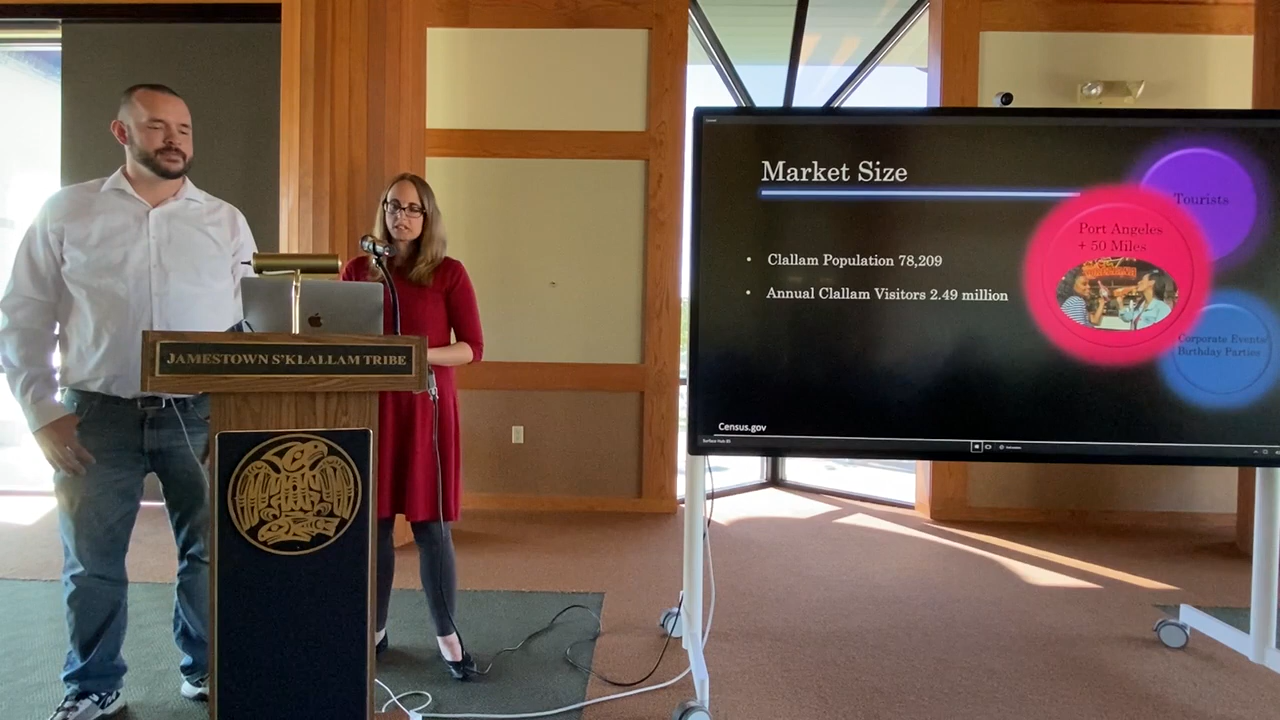 JAMESTOWN S'KLALLAM TRIBE
Market Size
• Clallam Population 78,209
• Annual Clallam Visitors 2.49 million
Tourists
Port Angeles
+ 50 Miles
Corporate Events
Birthday Parties
Census.gov